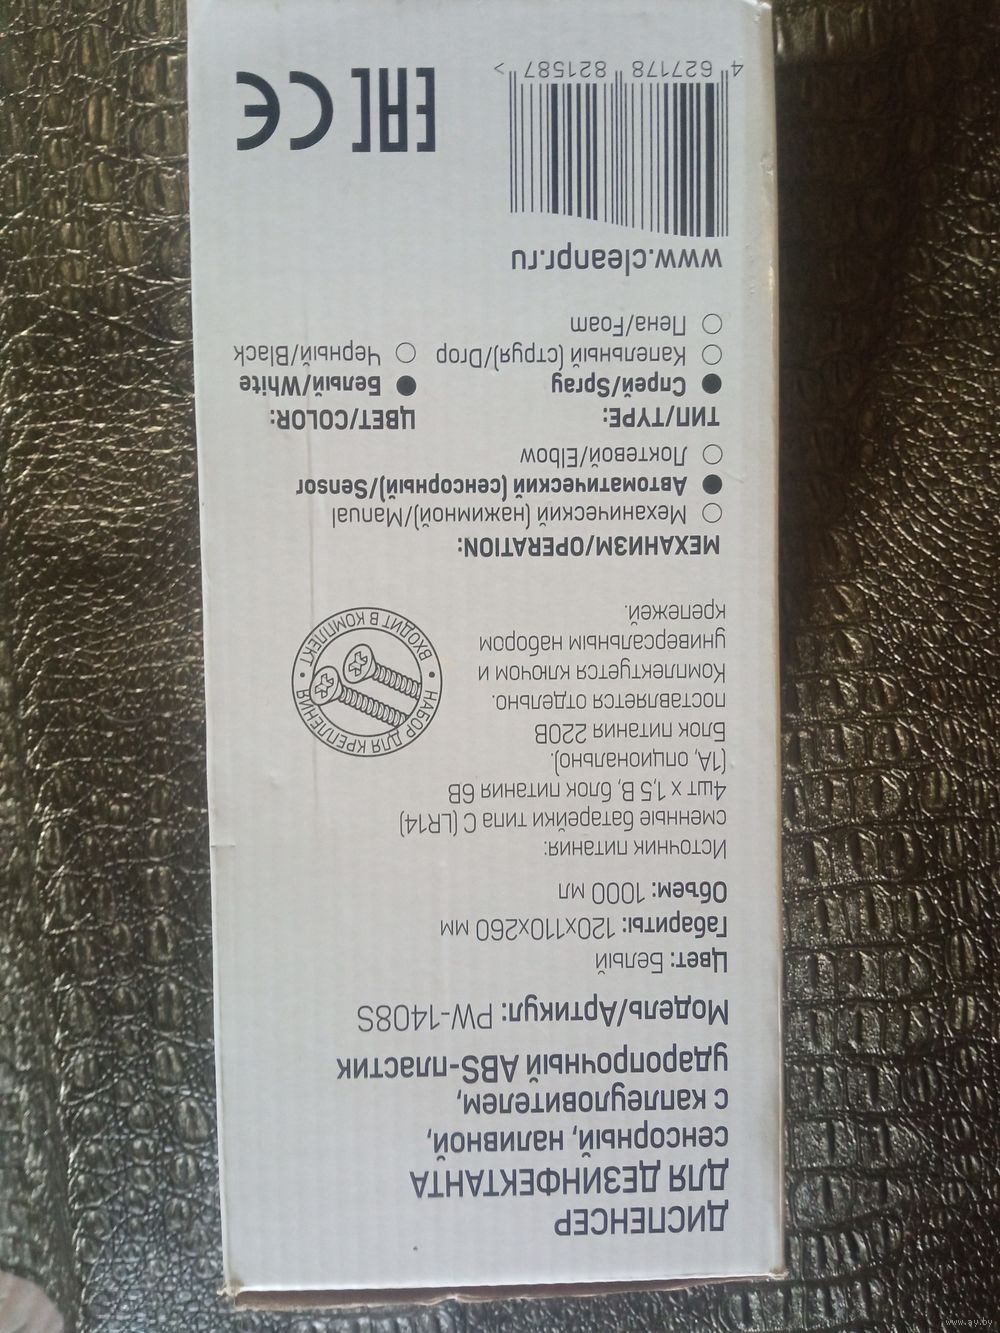 ДИСПЕНСЕР
ДЛЯ ДЕЗИНФЕКТАНТА
сенсорный, наливной,
с каплеуловителем,
ударопрочный ABS-пластик
Модель/Артикул: PW-1408S
Цвет: Белый
Габариты: 120x110x260 мм
Объем: 1000 мл
Источник питания:
сменные батарейки типа C (LR14)
4шт х 1,5 В, блок питания 6В
(1А, опционально).
Блок питания 220В
поставляется отдельно.
Комплектуется ключом и
универсальным набором
крепежей.
НАБОР ДЛЯ КРЕПЛЕНИЯ
ВХОДИТ В КОМПЛЕКТ
МЕХАНИЗМ/OPERATION:
Механический (нажимной)/Manual
Автоматический (сенсорный)/Sensor
Локтевой/Elbow
ТИП/TYPE:
Спрей/Spray
Капельный (струя)/Drop
Пена/Foam
ЦВЕТ/COLOR:
Белый/White
Черный/Black
www.cleanpr.ru
4 627178 821587 >
EAC CE
www.ay.by